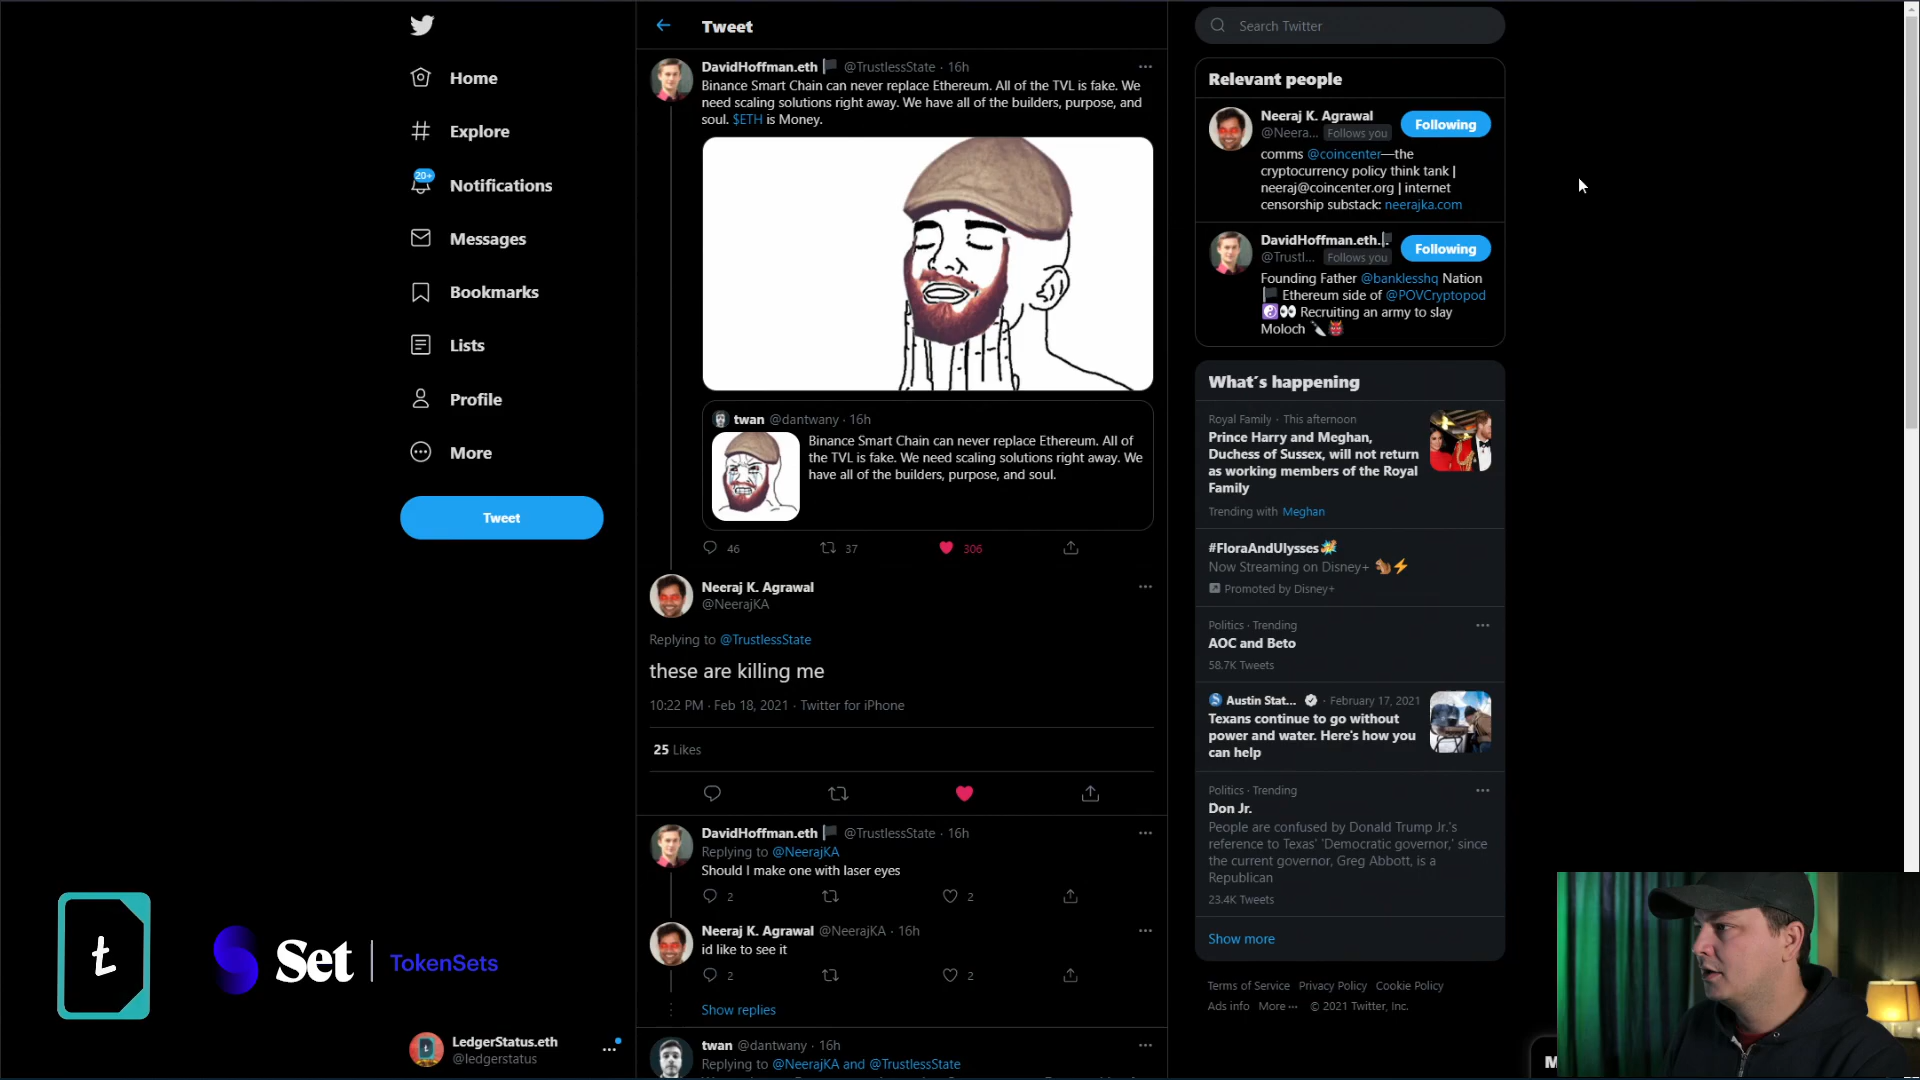 Home
Explore
20+
Notifications
Messages
Bookmarks
Lists
Profile
More
Tweet
Tweet
DavidHoffman.eth @TrustlessState · 16h
Binance Smart Chain can never replace Ethereum. All of the TVL is fake. We
need scaling solutions right away. We have all of the builders, purpose, and
soul. $ETH is Money.
twan @dantwany · 16h
Binance Smart Chain can never replace Ethereum. All of
the TVL is fake. We need scaling solutions right away. We
have all of the builders, purpose, and soul.
46 37 306
Neeraj K. Agrawal
@NeerajKA
Replying to @TrustlessState
these are killing me
10:22 PM · Feb 18, 2021 · Twitter for iPhone
25 Likes
DavidHoffman.eth @TrustlessState · 16h
Replying to @NeerajKA
Should I make one with laser eyes
2 2
Neeraj K. Agrawal @NeerajKA · 16h
id like to see it
2 2
Show replies
twan @dantwany · 16h
Replying to @NeerajKA and @TrustlessState
Search Twitter
Relevant people
Neeraj K. Agrawal
@Neera... Follows you
Following
comms @coincenter—the
cryptocurrency policy think tank |
neeraj@coincenter.org | internet
censorship substack: neerajka.com
DavidHoffman.eth
@Trustl... Follows you
Following
Founding Father @banklesshq Nation
Ethereum side of @POVCryptopod
Recruiting an army to slay
Moloch
What's happening
Royal Family · This afternoon
Prince Harry and Meghan,
Duchess of Sussex, will not return
as working members of the Royal
Family
Trending with Meghan
#FloraAndUlysses
Now Streaming on Disney+
Promoted by Disney+
Politics · Trending
AOC and Beto
58.7K Tweets
Austin Stat... · February 17, 2021
Texans continue to go without
power and water. Here's how you
can help
Politics · Trending
Don Jr.
People are confused by Donald Trump Jr.'s
reference to Texas' 'Democratic governor,' since
the current governor, Greg Abbott, is a
Republican
23.4K Tweets
Show more
Terms of Service Privacy Policy Cookie Policy
Ads info More ··· © 2021 Twitter, Inc.
Set | TokenSets
LedgerStatus.eth
@ledgerstatus